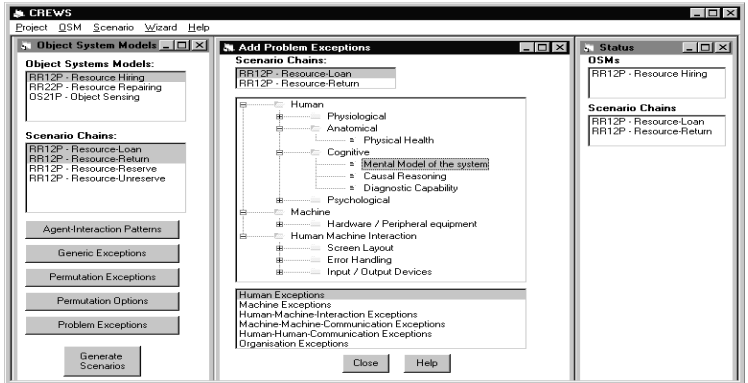 CREWS
Project OSM Scenario Wizard Help
Object System Models
Object Systems Models:
RR12P - Resource Hiring
RR22P - Resource Repairing
OS21P - Object Sensing
Scenario Chains:
RR12P - Resource-Loan
RR12P - Resource-Return
RR12P - Resource-Reserve
RR12P - Resource-Unreserve
Agent-Interaction Patterns
Generic Exceptions
Permutation Exceptions
Permutation Options
Problem Exceptions
Generate
Scenarios
Add Problem Exceptions
Scenario Chains:
RR12P - Resource-Loan
RR12P - Resource-Return
Human
Physiological
Anatomical
Physical Health
Cognitive
Mental Model of the system
Causal Reasoning
Diagnostic Capability
Psychological
Machine
Hardware / Peripheral equipment
Human Machine Interaction
Screen Layout
Error Handling
Input / Output Devices
Human Exceptions
Machine Exceptions
Human-Machine-Interaction Exceptions
Machine-Machine-Communication Exceptions
Human-Human-Communication Exceptions
Organisation Exceptions
Close Help
Status
OSMs
RR12P - Resource Hiring
Scenario Chains
RR12P - Resource-Loan
RR12P - Resource-Return